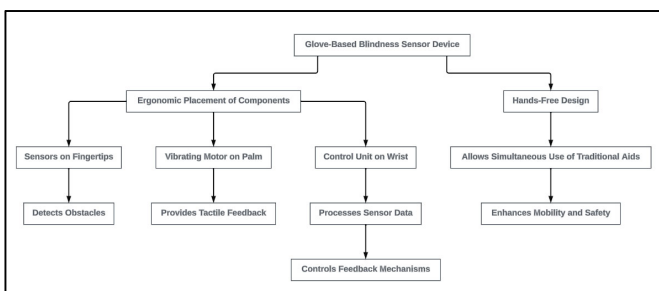 Glove-Based Blindness Sensor Device
Ergonomic Placement of Components
Hands-Free Design
Sensors on Fingertips
Vibrating Motor on Palm
Control Unit on Wrist
Allows Simultaneous Use of Traditional Aids
Detects Obstacles
Provides Tactile Feedback
Processes Sensor Data
Enhances Mobility and Safety
Controls Feedback Mechanisms